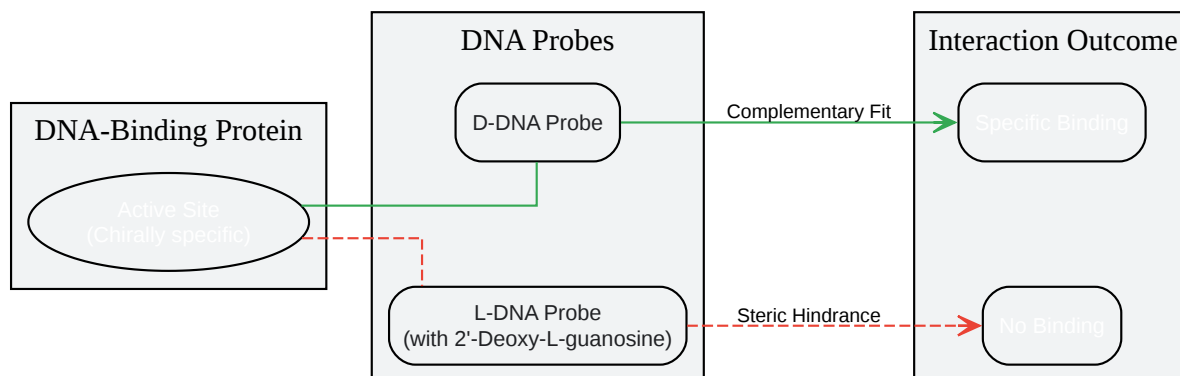 DNA-Binding Protein
Active Site
(Chirally specific)
DNA Probes
D-DNA Probe
L-DNA Probe
(with 2'-Deoxy-L-guanosine)
Complementary Fit
Steric Hindrance
Interaction Outcome
Specific Binding
No Binding